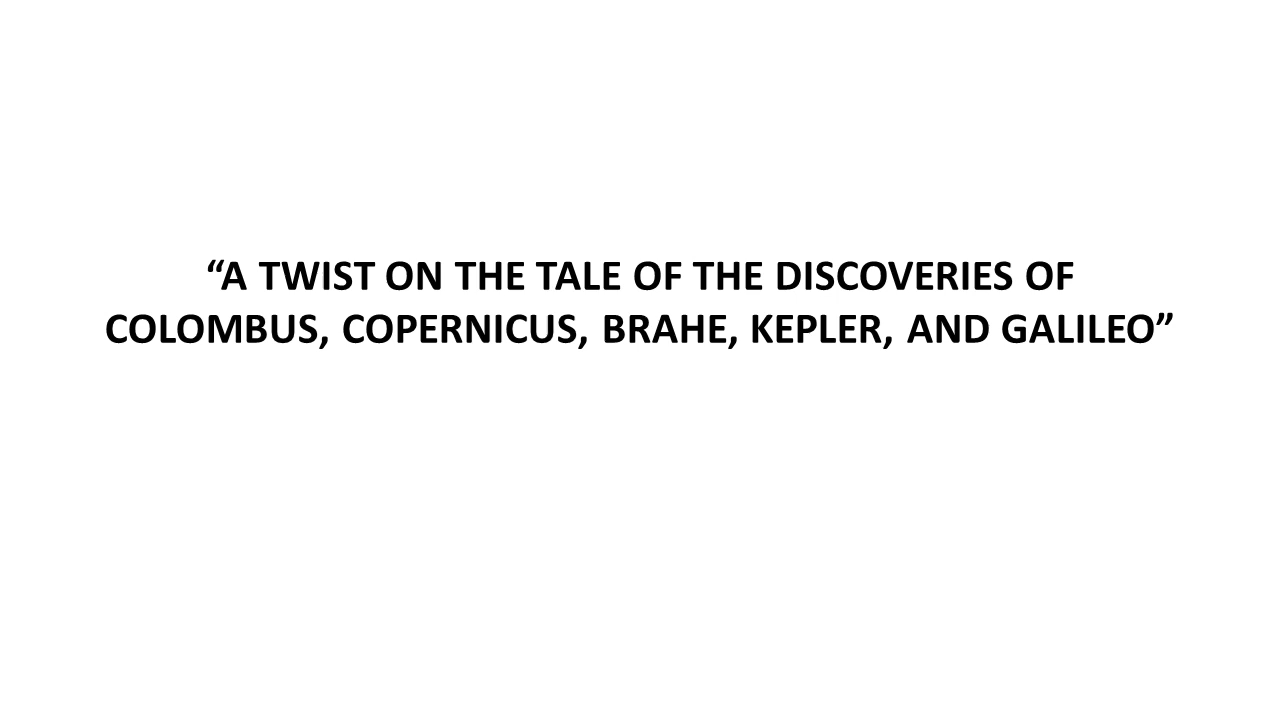 “A TWIST ON THE TALE OF THE DISCOVERIES OF
COLOMBUS, COPERNICUS, BRAHE, KEPLER, AND GALILEO”